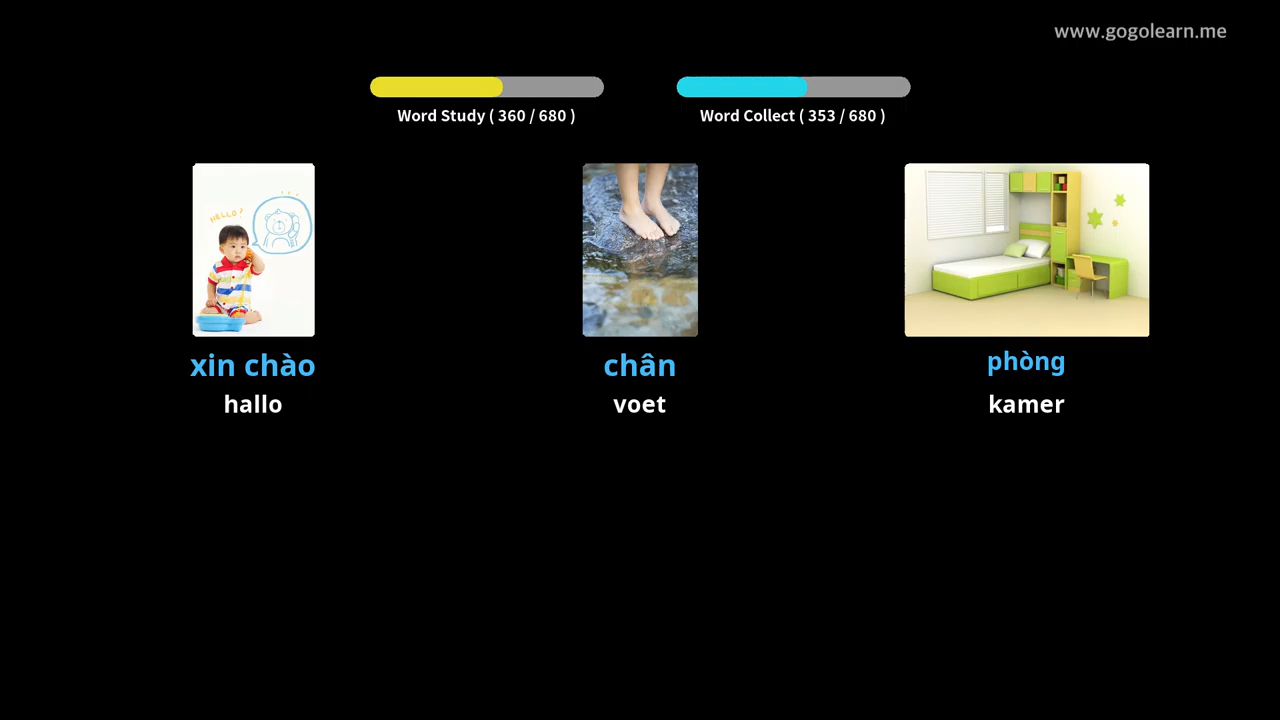 www.gogolearn.me
Word Study ( 360 / 680 )
Word Collect ( 353 / 680 )
HELLO?
xin chào
hallo
chân
voet
phòng
kamer